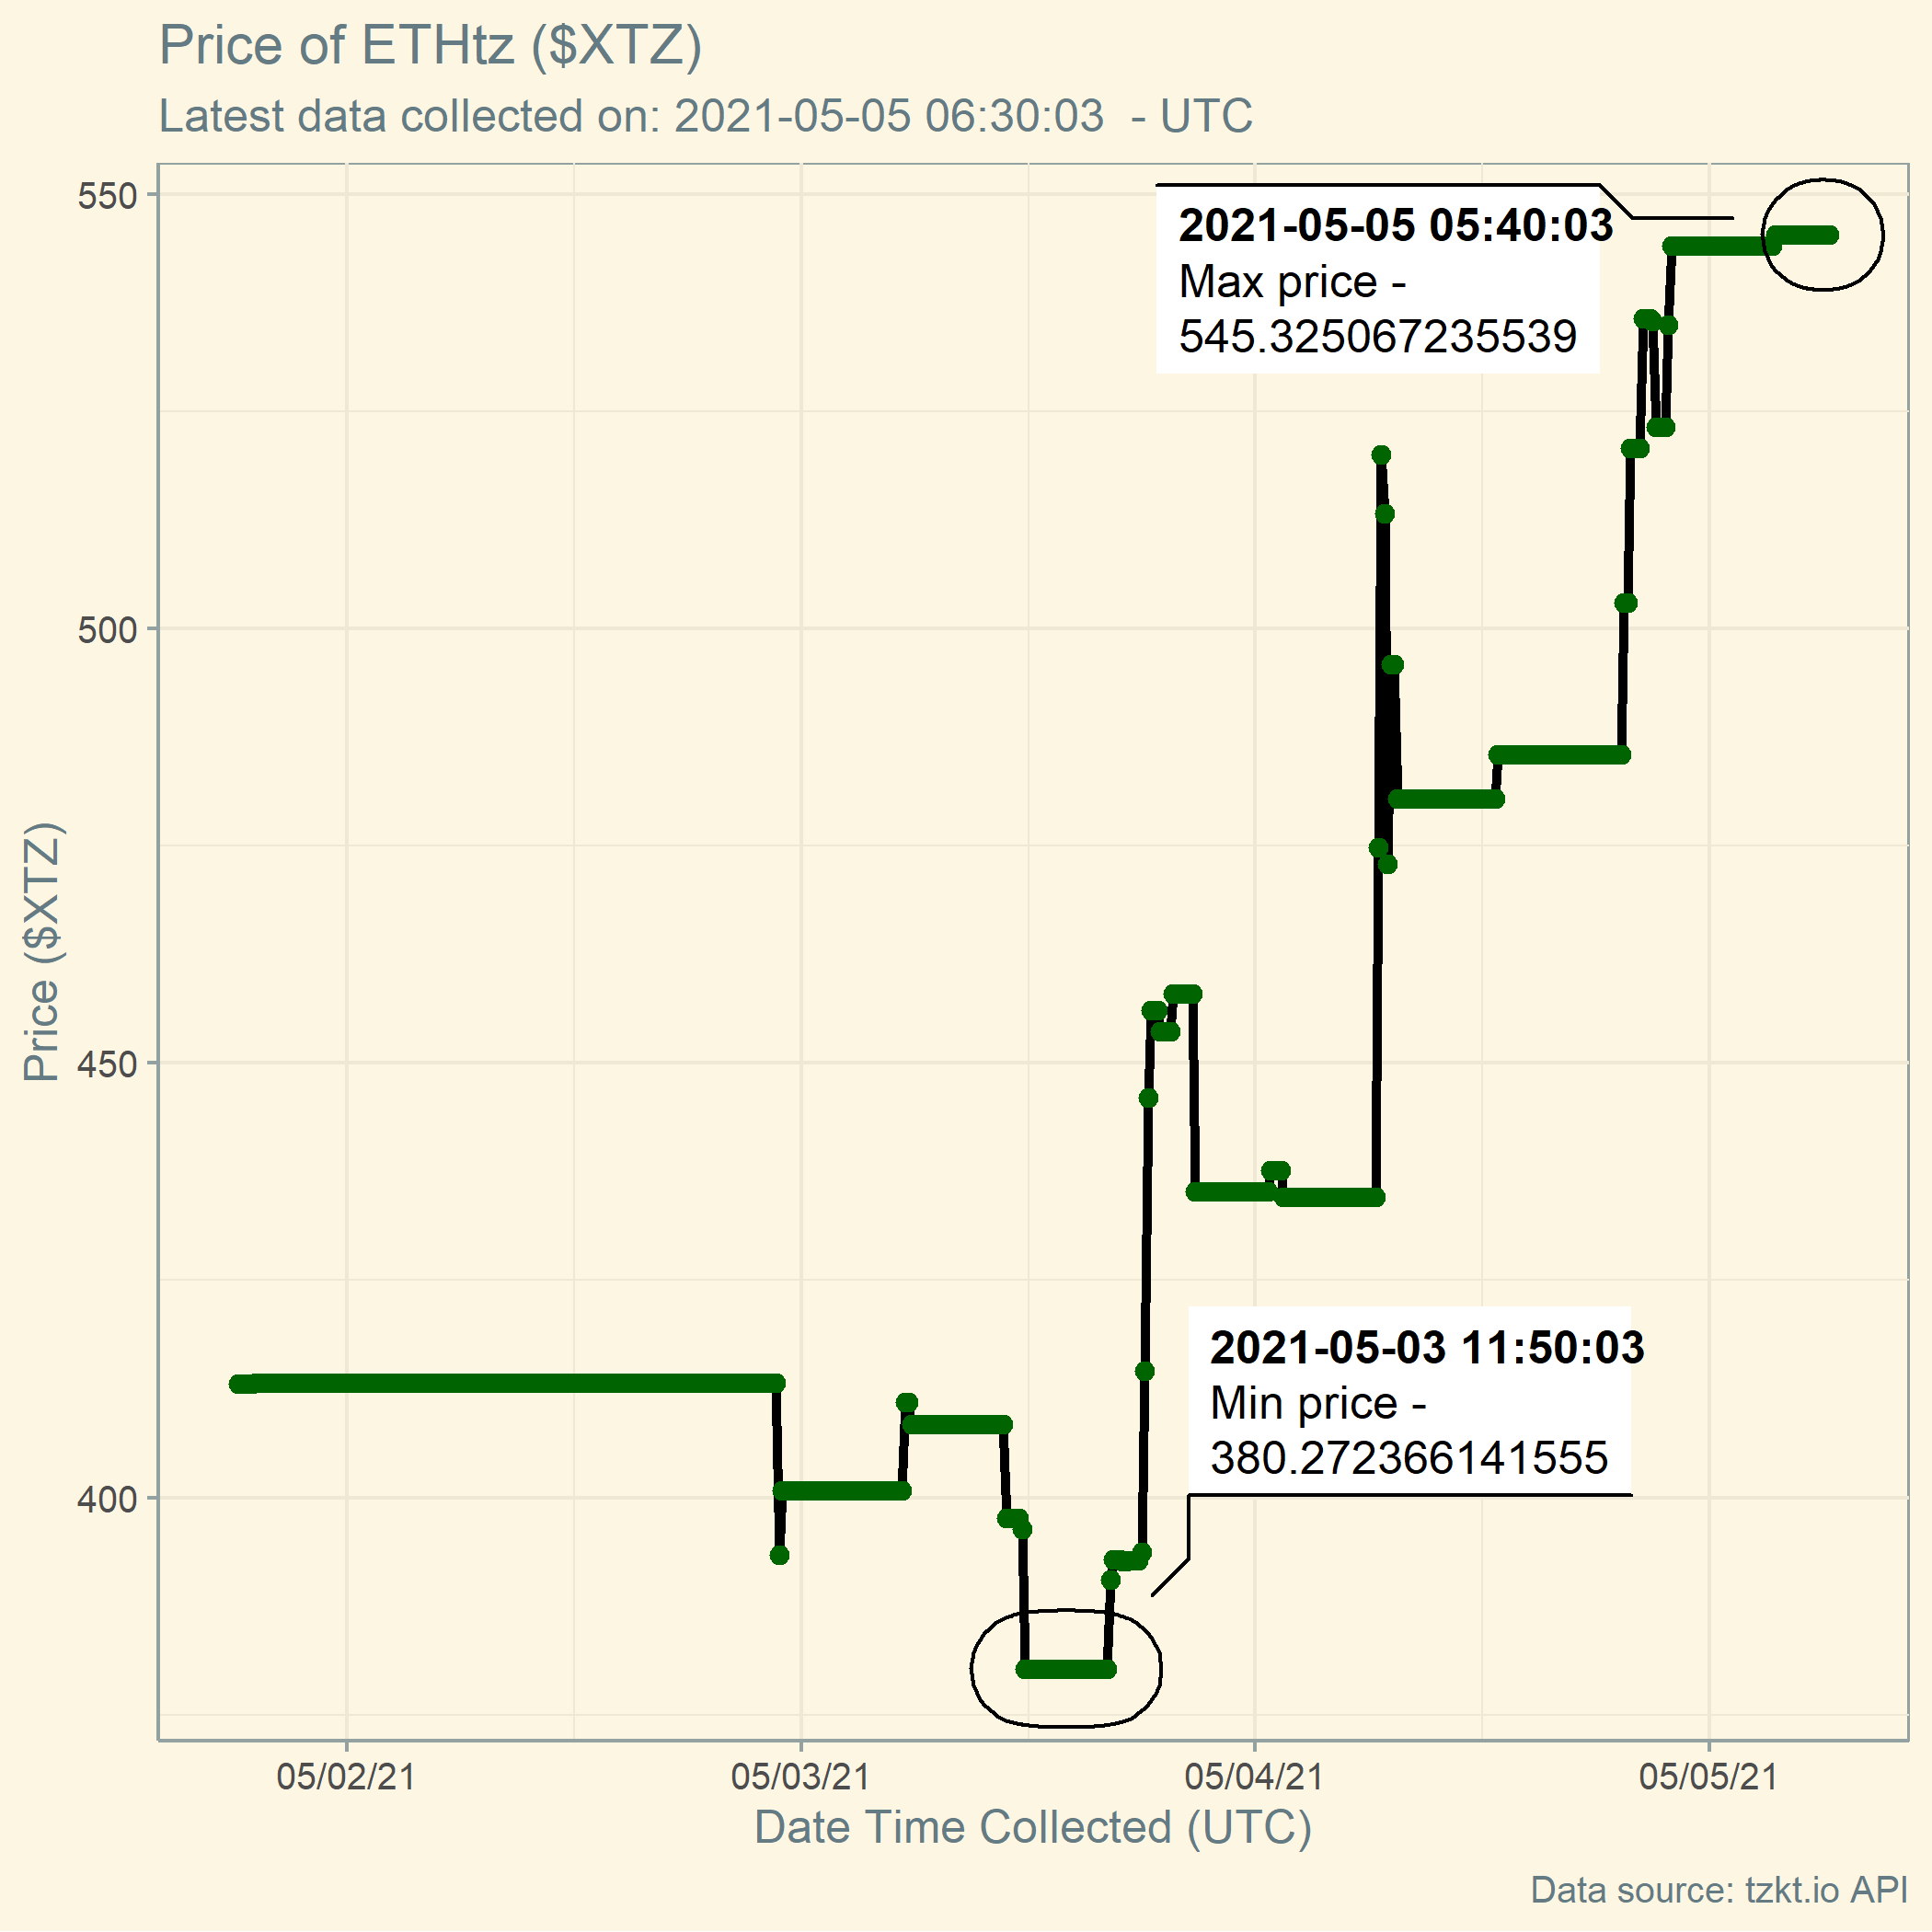 Price of ETHtz ($XTZ)
Latest data collected on: 2021-05-05 06:30:03  - UTC
550
500
450
400
Price ($XTZ)
2021-05-05 05:40:03
Max price -
545.325067235539
2021-05-03 11:50:03
Min price -
380.272366141555
05/02/21
05/03/21
05/04/21
05/05/21
Date Time Collected (UTC)
Data source: tzkt.io API